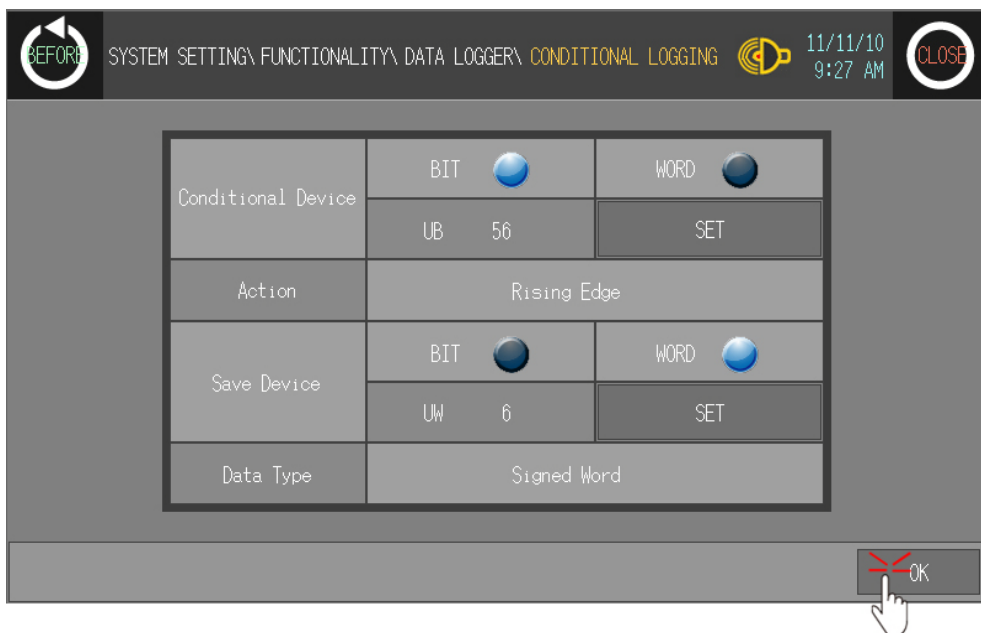 BEFORE
SYSTEM SETTING\ FUNCTIONALITY\ DATA LOGGER\ CONDITIONAL LOGGING
11/11/10
9:27 AM
CLOSE
Conditional Device
BIT
WORD
UB 56
SET
Action
Rising Edge
Save Device
BIT
WORD
UW 6
SET
Data Type
Signed Word
OK